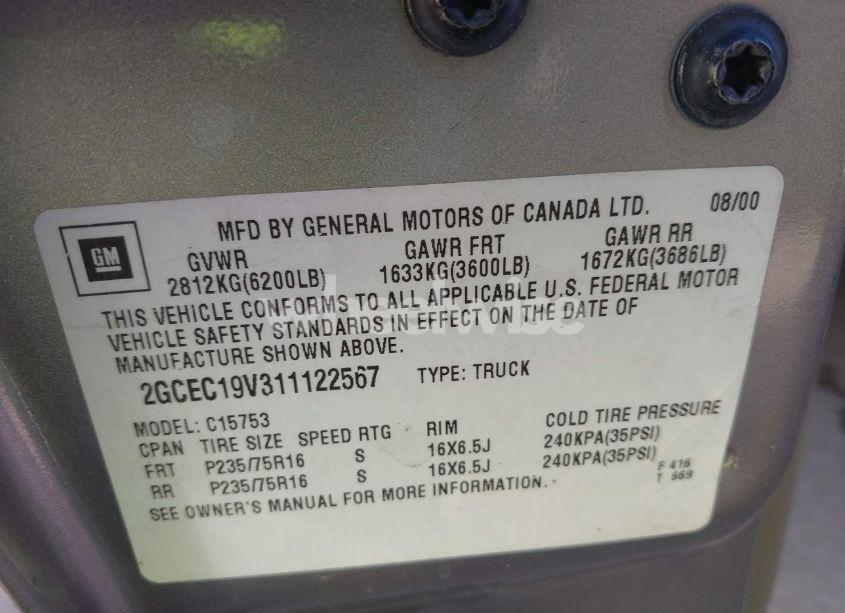 MFD BY GENERAL MOTORS OF CANADA LTD. 08/00
GM
GVWR GAWR FRT GAWR RR
2812KG(6200LB) 1633KG(3600LB) 1672KG(3686LB)
THIS VEHICLE CONFORMS TO ALL APPLICABLE U.S. FEDERAL MOTOR
VEHICLE SAFETY STANDARDS IN EFFECT ON THE DATE OF
MANUFACTURE SHOWN ABOVE.
2GCEC19V311122567 TYPE: TRUCK
MODEL: C15753
CPAN TIRE SIZE SPEED RTG RIM COLD TIRE PRESSURE
FRT P235/75R16 S 16X6.5J 240KPA(35PSI)
RR P235/75R16 S 16X6.5J 240KPA(35PSI)
SEE OWNER'S MANUAL FOR MORE INFORMATION.
F 416
T 669